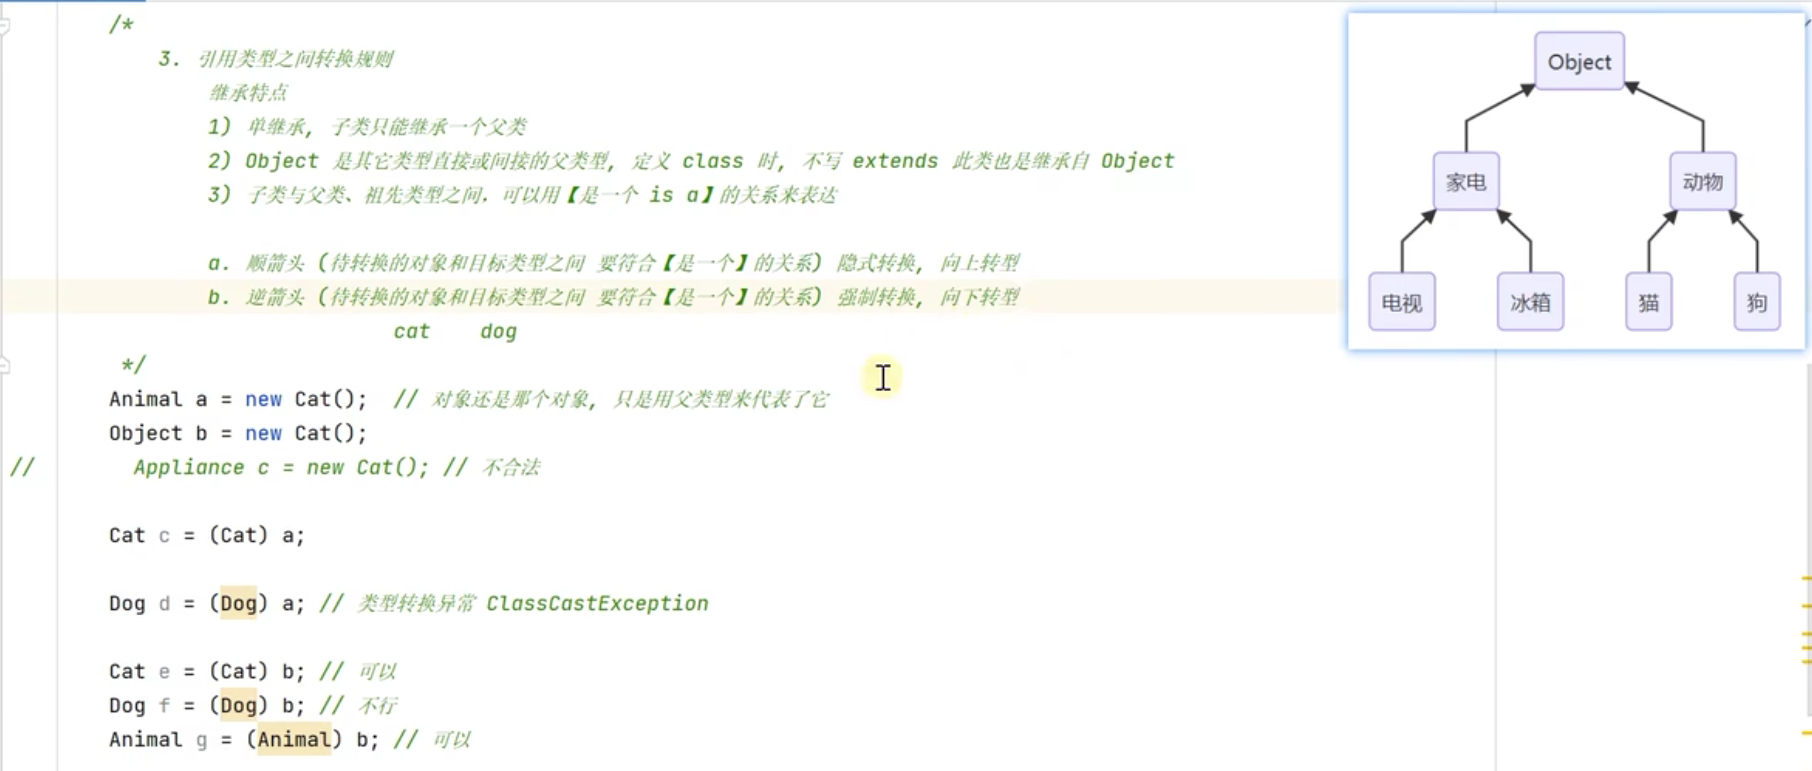 /*
3. 引用类型之间转换规则
继承特点
1) 单继承, 子类只能继承一个父类
2) Object 是其它类型直接或间接的父类型, 定义 class 时, 不写 extends 此类也是继承自 Object
3) 子类与父类、祖先类型之间, 可以用【是一个 is a】的关系来表达
a. 顺箭头 (待转换的对象和目标类型之间 要符合【是一个】的关系) 隐式转换, 向上转型
b. 逆箭头 (待转换的对象和目标类型之间 要符合【是一个】的关系) 强制转换, 向下转型
cat dog
*/
Animal a = new Cat(); // 对象还是那个对象, 只是用父类型来代表了它
Object b = new Cat();
// Appliance c = new Cat(); // 不合法
Cat c = (Cat) a;
Dog d = (Dog) a; // 类型转换异常 ClassCastException
Cat e = (Cat) b; // 可以
Dog f = (Dog) b; // 不行
Animal g = (Animal) b; // 可以
Object
家电 动物
电视 冰箱 猫 狗